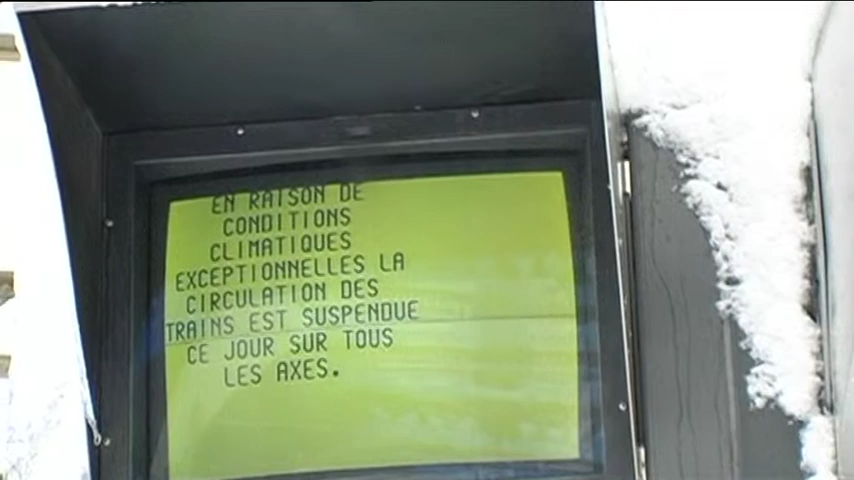 EN RAISON DE
CONDITIONS
CLIMATIQUES
EXCEPTIONNELLES LA
CIRCULATION DES
TRAINS EST SUSPENDUE
CE JOUR SUR TOUS
LES AXES.